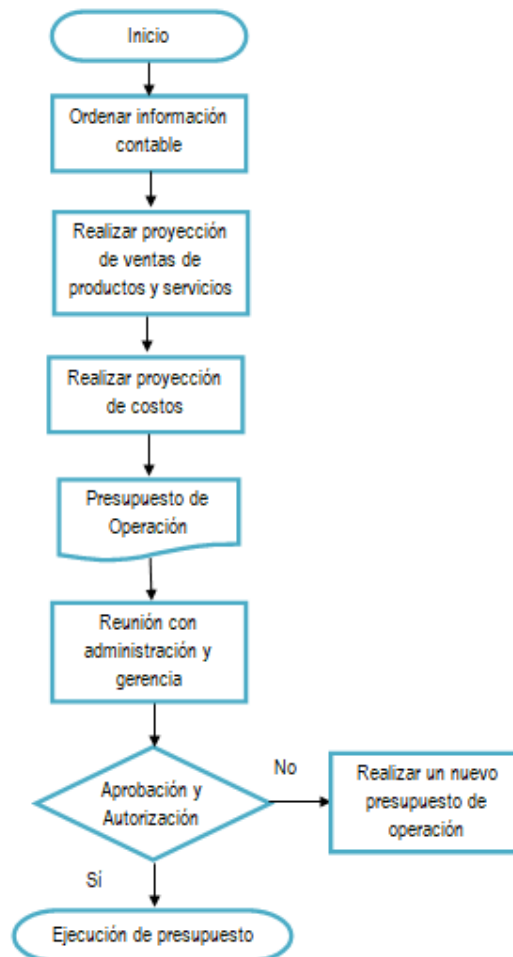 Inicio
Ordenar información
contable
Realizar proyección
de ventas de
productos y servicios
Realizar proyección
de costos
Presupuesto de
Operación
Reunión con
administración y
gerencia
Aprobación y
Autorización
No
Realizar un nuevo
presupuesto de
operación
Sí
Ejecución de presupuesto